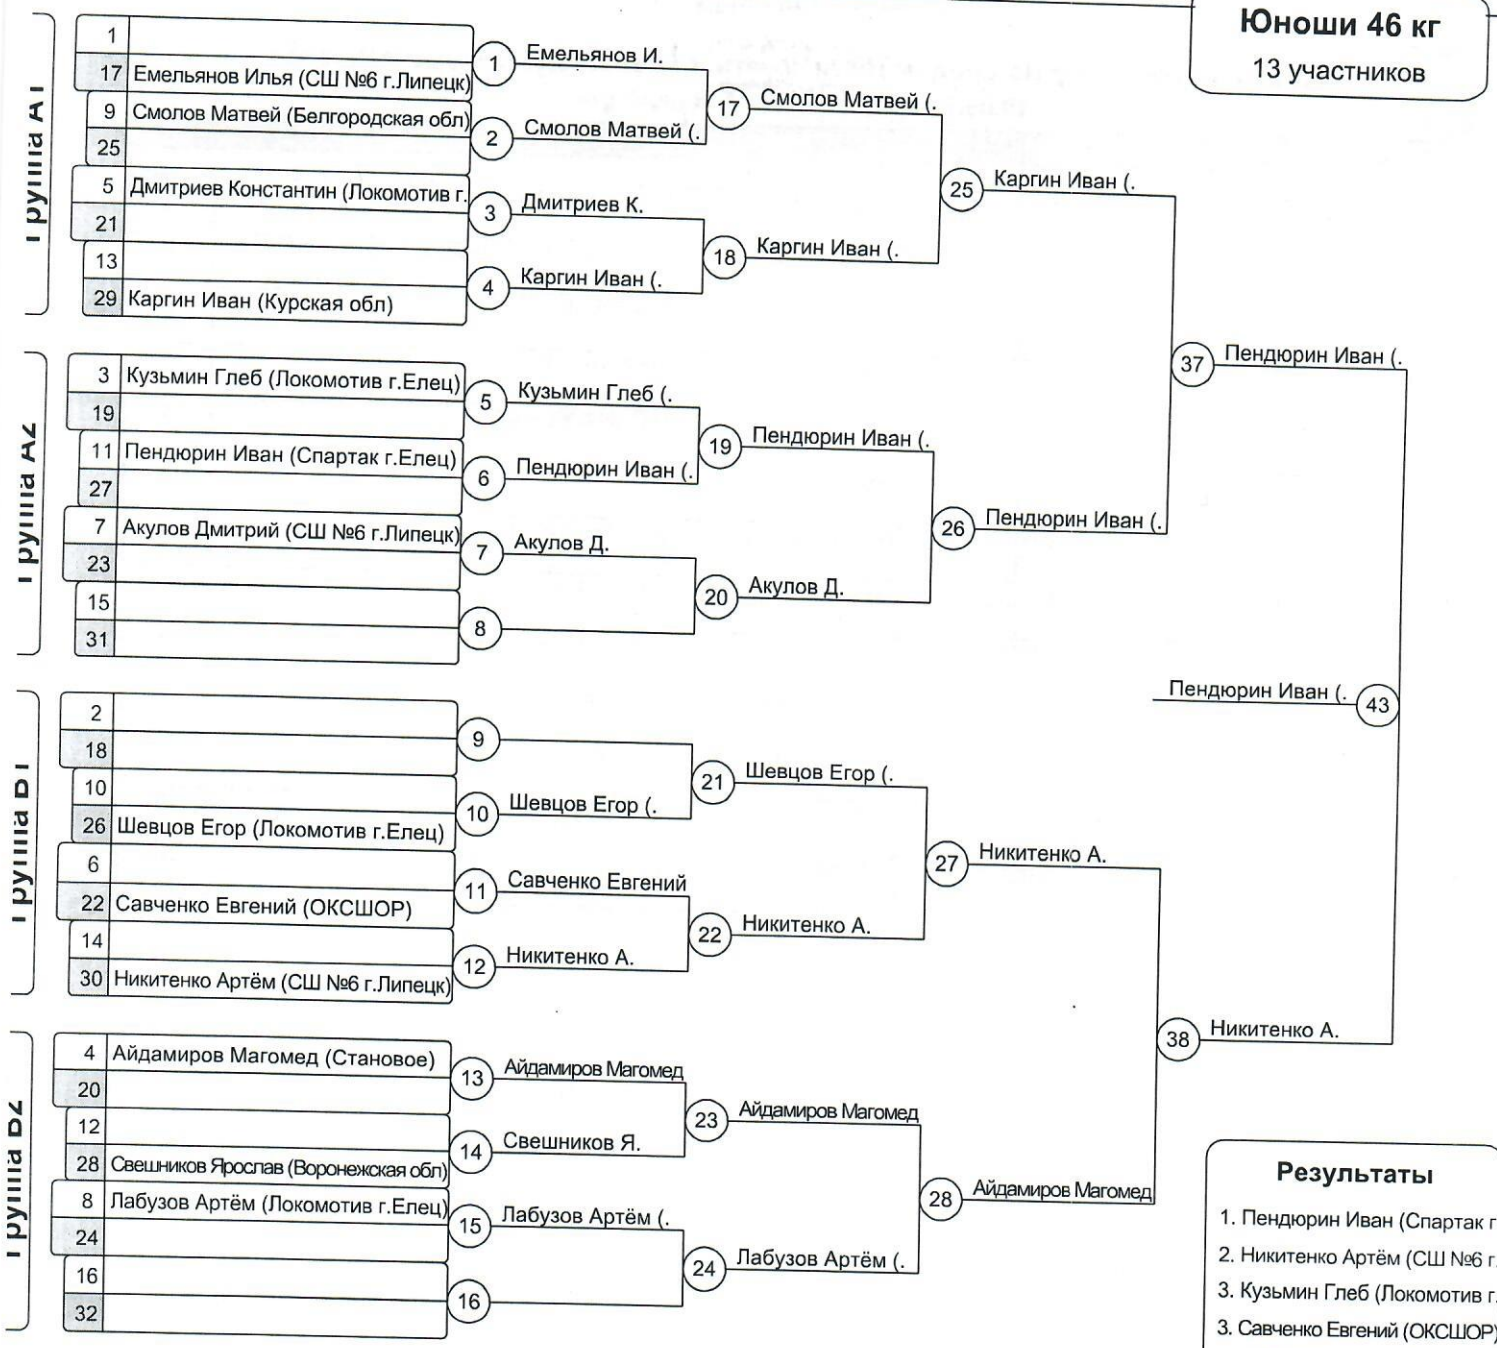 Юноши 46 кг
13 участников
Группа А1
1
17 Емельянов Илья (СШ №6 г.Липецк)
9 Смолов Матвей (Белгородская обл)
25
5 Дмитриев Константин (Локомотив г.
21
13
29 Каргин Иван (Курская обл)
1 Емельянов И.
2 Смолов Матвей (.
3 Дмитриев К.
4 Каргин Иван (.
17 Смолов Матвей (.
18 Каргин Иван (.
25 Каргин Иван (.
Группа А2
3 Кузьмин Глеб (Локомотив г.Елец)
19
11 Пендюрин Иван (Спартак г.Елец)
27
7 Акулов Дмитрий (СШ №6 г.Липецк)
23
15
31
5 Кузьмин Глеб (.
6 Пендюрин Иван (.
7 Акулов Д.
8
19 Пендюрин Иван (.
20 Акулов Д.
26 Пендюрин Иван (.
37 Пендюрин Иван (.
Группа Б1
2
18
10
26 Шевцов Егор (Локомотив г.Елец)
6
22 Савченко Евгений (ОКСШОР)
14
30 Никитенко Артём (СШ №6 г.Липецк)
9
10 Шевцов Егор (.
11 Савченко Евгений
12 Никитенко А.
21 Шевцов Егор (.
22 Никитенко А.
27 Никитенко А.
Группа Б2
4 Айдамиров Магомед (Становое)
20
12
28 Свешников Ярослав (Воронежская обл)
8 Лабузов Артём (Локомотив г.Елец)
24
16
32
13 Айдамиров Магомед
14 Свешников Я.
15 Лабузов Артём (.
16
23 Айдамиров Магомед
24 Лабузов Артём (.
28 Айдамиров Магомед
38 Никитенко А.
Пендюрин Иван (. 43
Результаты
1. Пендюрин Иван (Спартак г
2. Никитенко Артём (СШ №6 г.
3. Кузьмин Глеб (Локомотив г.
3. Савченко Евгений (ОКСШОР)